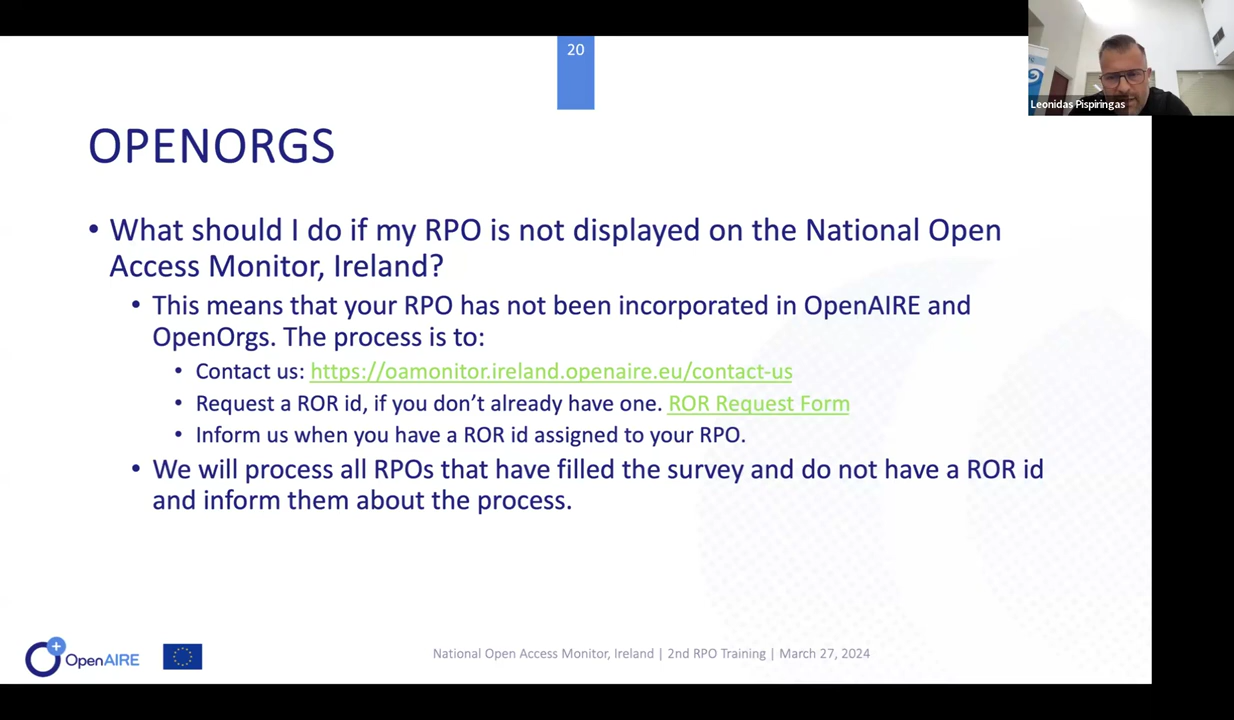 20
Leonidas Pispiringas
OPENORGS
• What should I do if my RPO is not displayed on the National Open
Access Monitor, Ireland?
• This means that your RPO has not been incorporated in OpenAIRE and
OpenOrgs. The process is to:
• Contact us: https://oamonitor.ireland.openaire.eu/contact-us
• Request a ROR id, if you don’t already have one. ROR Request Form
• Inform us when you have a ROR id assigned to your RPO.
• We will process all RPOs that have filled the survey and do not have a ROR id
and inform them about the process.
OpenAIRE
National Open Access Monitor, Ireland | 2nd RPO Training | March 27, 2024